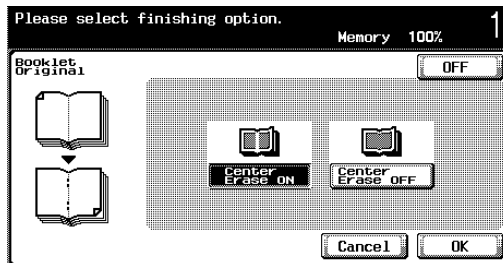 Please select finishing option.
Memory 100% 1
Booklet
Original
OFF
Center
Erase ON
Center
Erase OFF
Cancel
OK